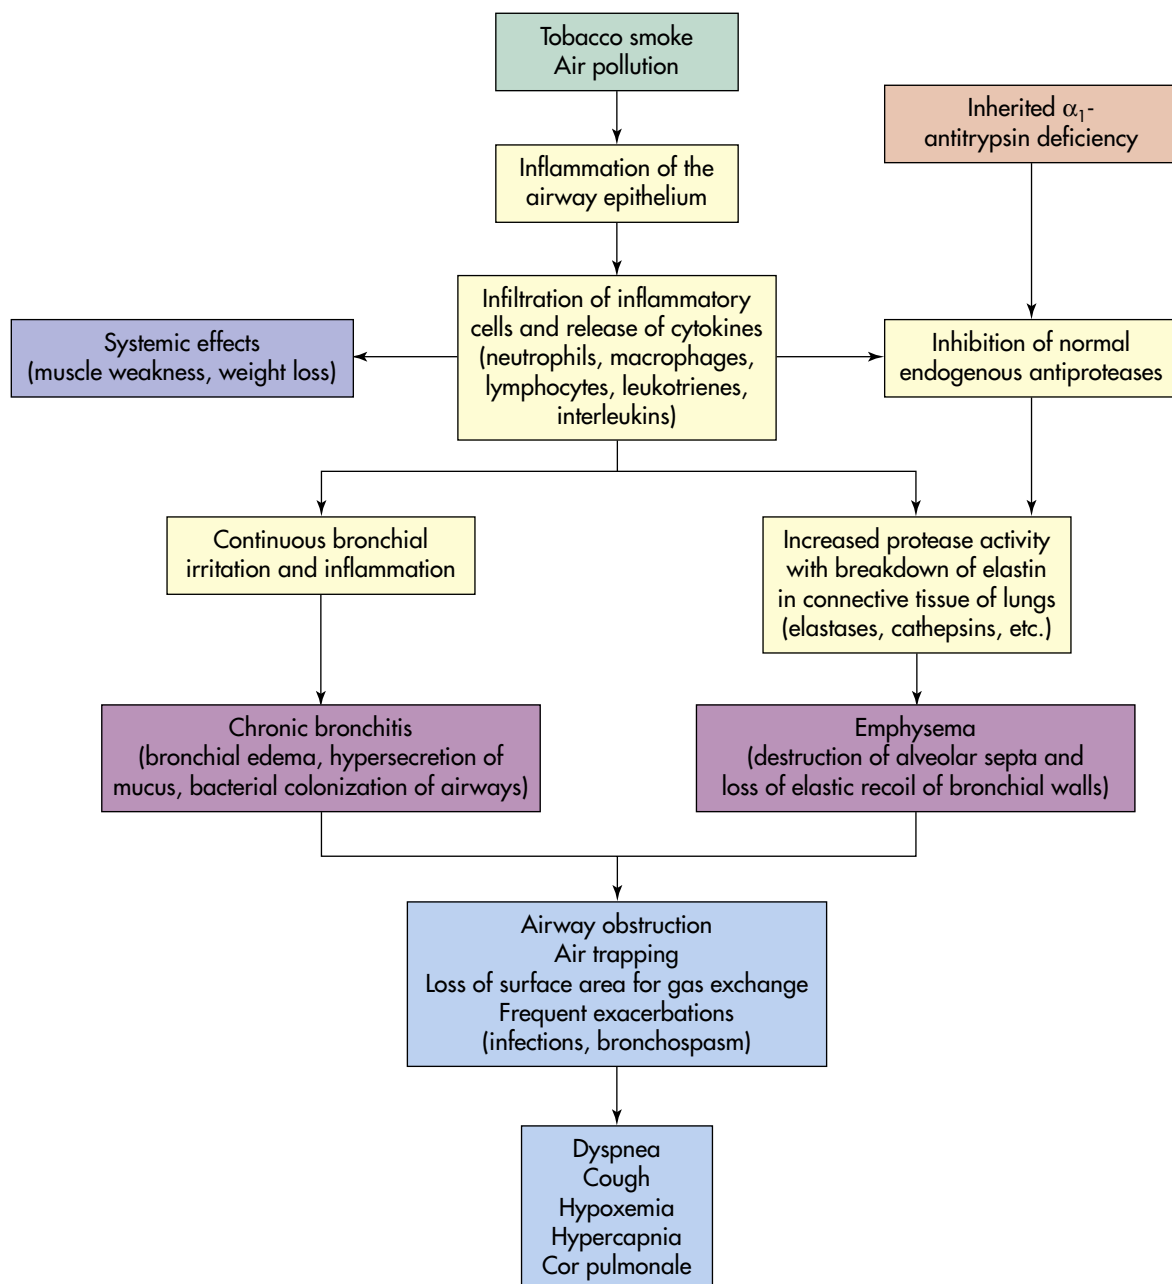 Tobacco smoke
Air pollution
Inherited α₁-
antitrypsin deficiency
Inflammation of the
airway epithelium
Infiltration of inflammatory
cells and release of cytokines
(neutrophils, macrophages,
lymphocytes, leukotrienes,
interleukins)
Systemic effects
(muscle weakness, weight loss)
Inhibition of normal
endogenous antiproteases
Continuous bronchial
irritation and inflammation
Increased protease activity
with breakdown of elastin
in connective tissue of lungs
(elastases, cathepsins, etc.)
Chronic bronchitis
(bronchial edema, hypersecretion of
mucus, bacterial colonization of airways)
Emphysema
(destruction of alveolar septa and
loss of elastic recoil of bronchial walls)
Airway obstruction
Air trapping
Loss of surface area for gas exchange
Frequent exacerbations
(infections, bronchospasm)
Dyspnea
Cough
Hypoxemia
Hypercapnia
Cor pulmonale